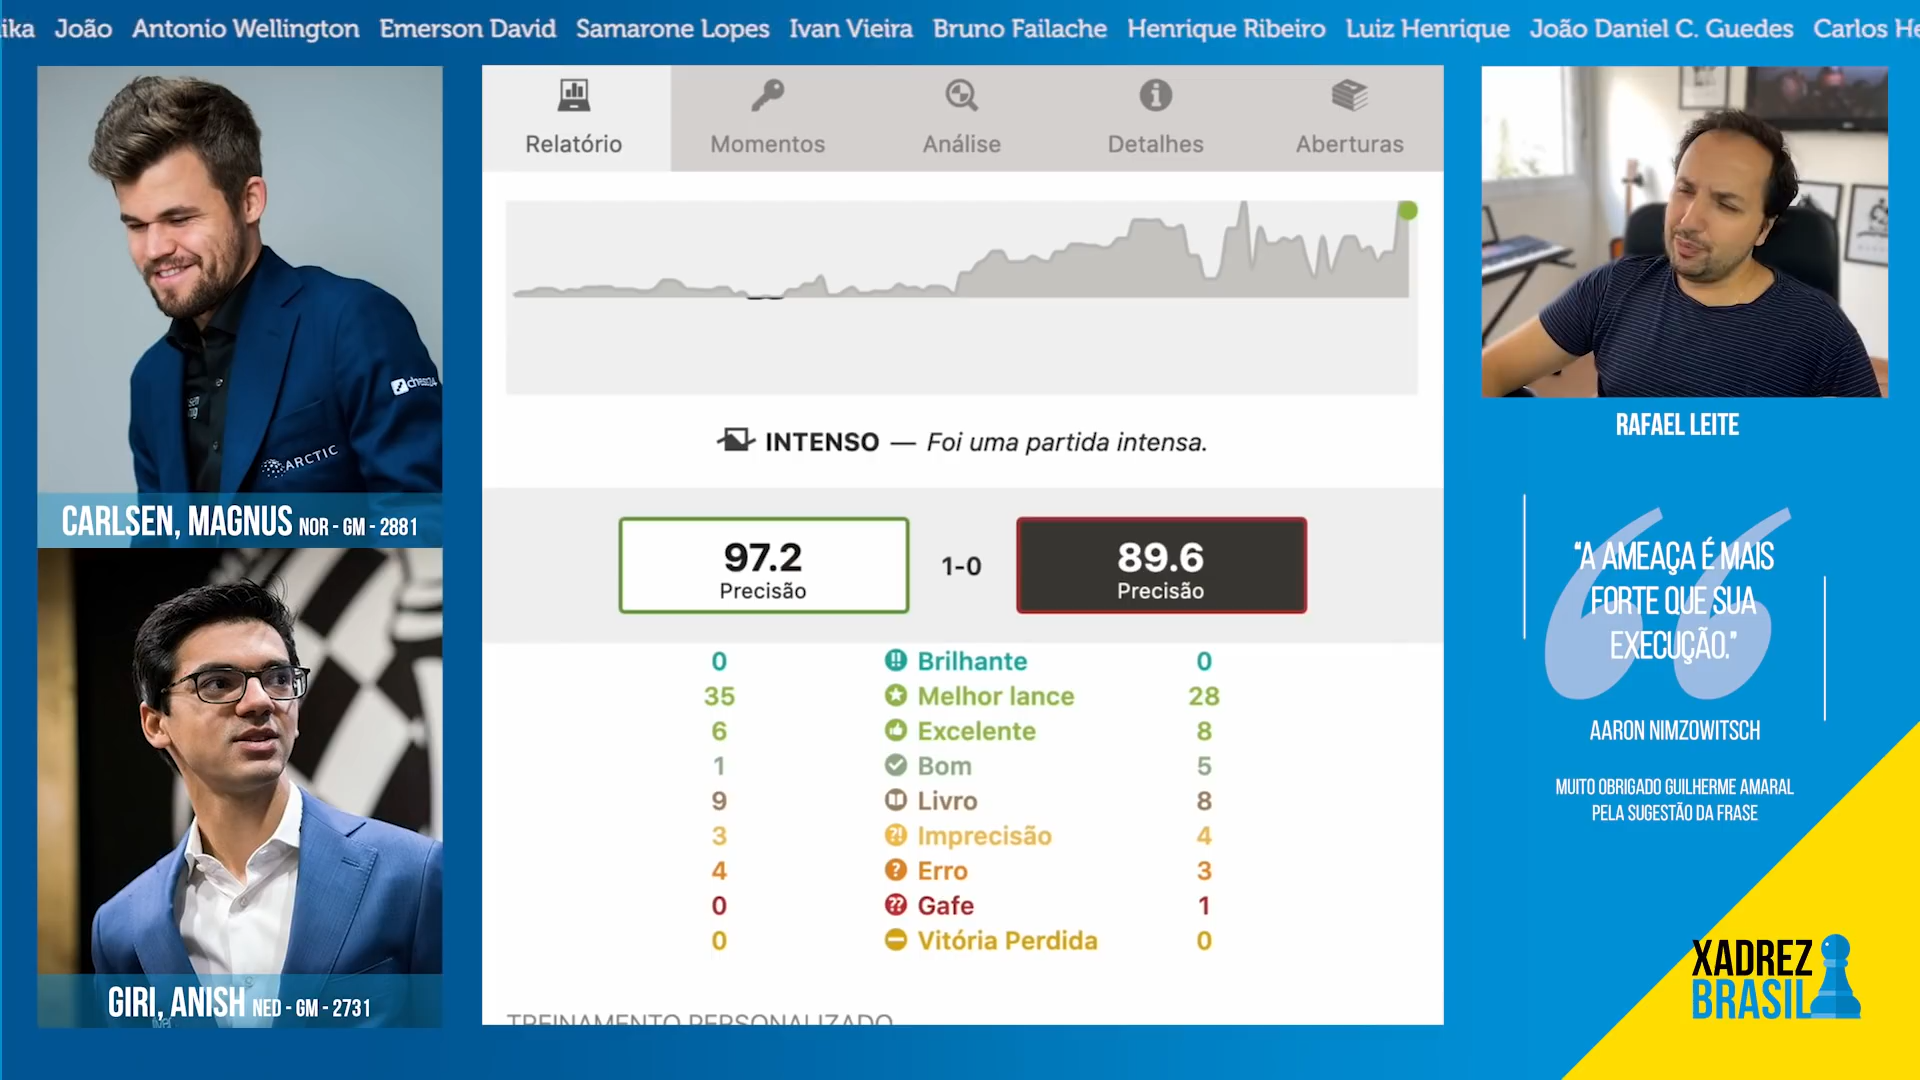 João Antonio Wellington Emerson David Samarone Lopes Ivan Vieira Bruno Failache Henrique Ribeiro Luiz Henrique João Daniel C. Guedes Carlos
Relatório
Momentos
Análise
Detalhes
Aberturas
chess24
ARCTIC
CARLSEN, MAGNUS NOR - GM - 2881
GIRI, ANISH NED - GM - 2731
INTENSO — Foi uma partida intensa.
97.2
Precisão
1-0
89.6
Precisão
0 Brilhante 0
35 Melhor lance 28
6 Excelente 8
1 Bom 5
9 Livro 8
3 Imprecisão 4
4 Erro 3
0 Gafe 1
0 Vitória Perdida 0
TREINAMENTO PERSONALIZADO
RAFAEL LEITE
“A AMEAÇA É MAIS
FORTE QUE SUA
EXECUÇÃO.”
AARON NIMZOWITSCH
MUITO OBRIGADO GUILHERME AMARAL
PELA SUGESTÃO DA FRASE
XADREZ
BRASIL